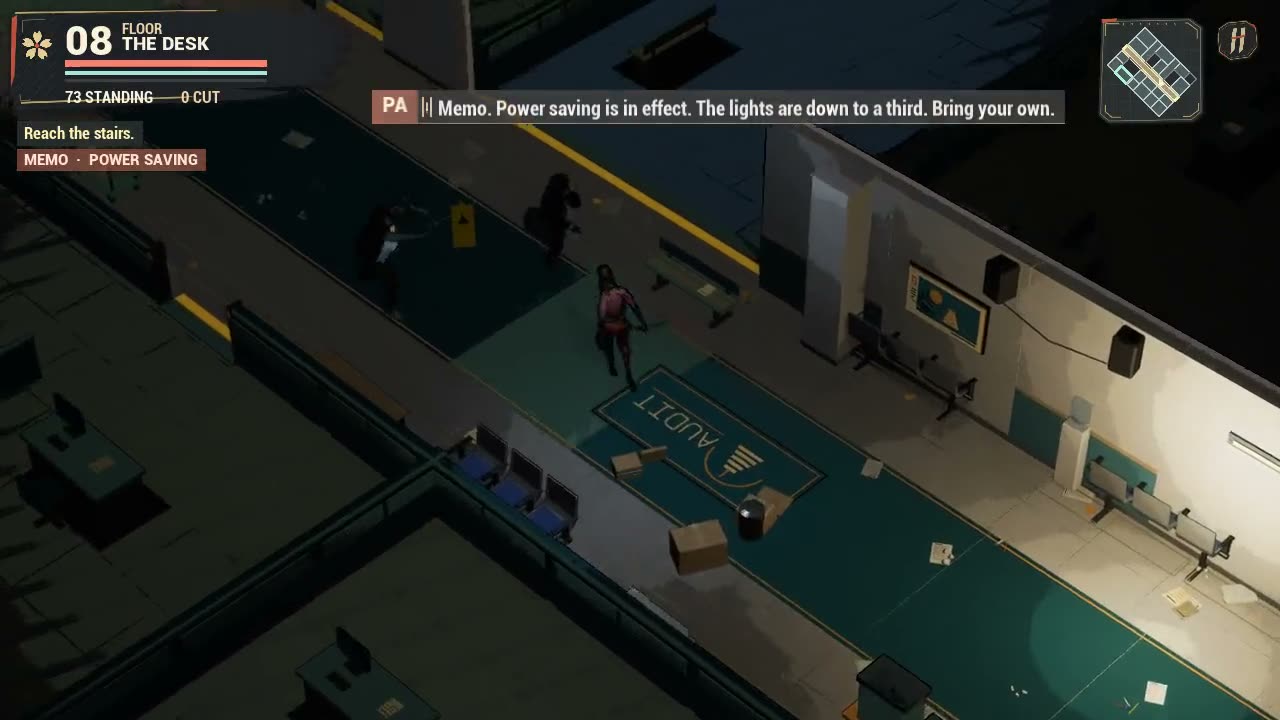 08 FLOOR
THE DESK
73 STANDING 0 CUT
Reach the stairs.
MEMO · POWER SAVING
PA Memo. Power saving is in effect. The lights are down to a third. Bring your own.
AUDIT